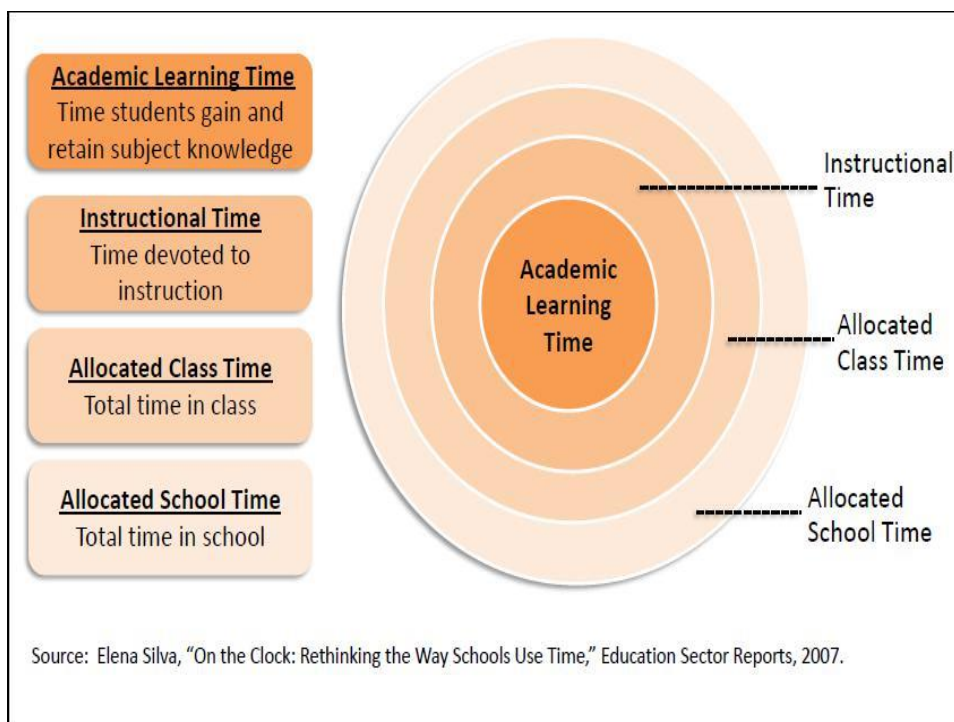 Academic Learning Time
Time students gain and
retain subject knowledge
Instructional Time
Time devoted to
instruction
Allocated Class Time
Total time in class
Allocated School Time
Total time in school
Academic
Learning
Time
Instructional
Time
Allocated
Class Time
Allocated
School Time
Source: Elena Silva, “On the Clock: Rethinking the Way Schools Use Time,” Education Sector Reports, 2007.